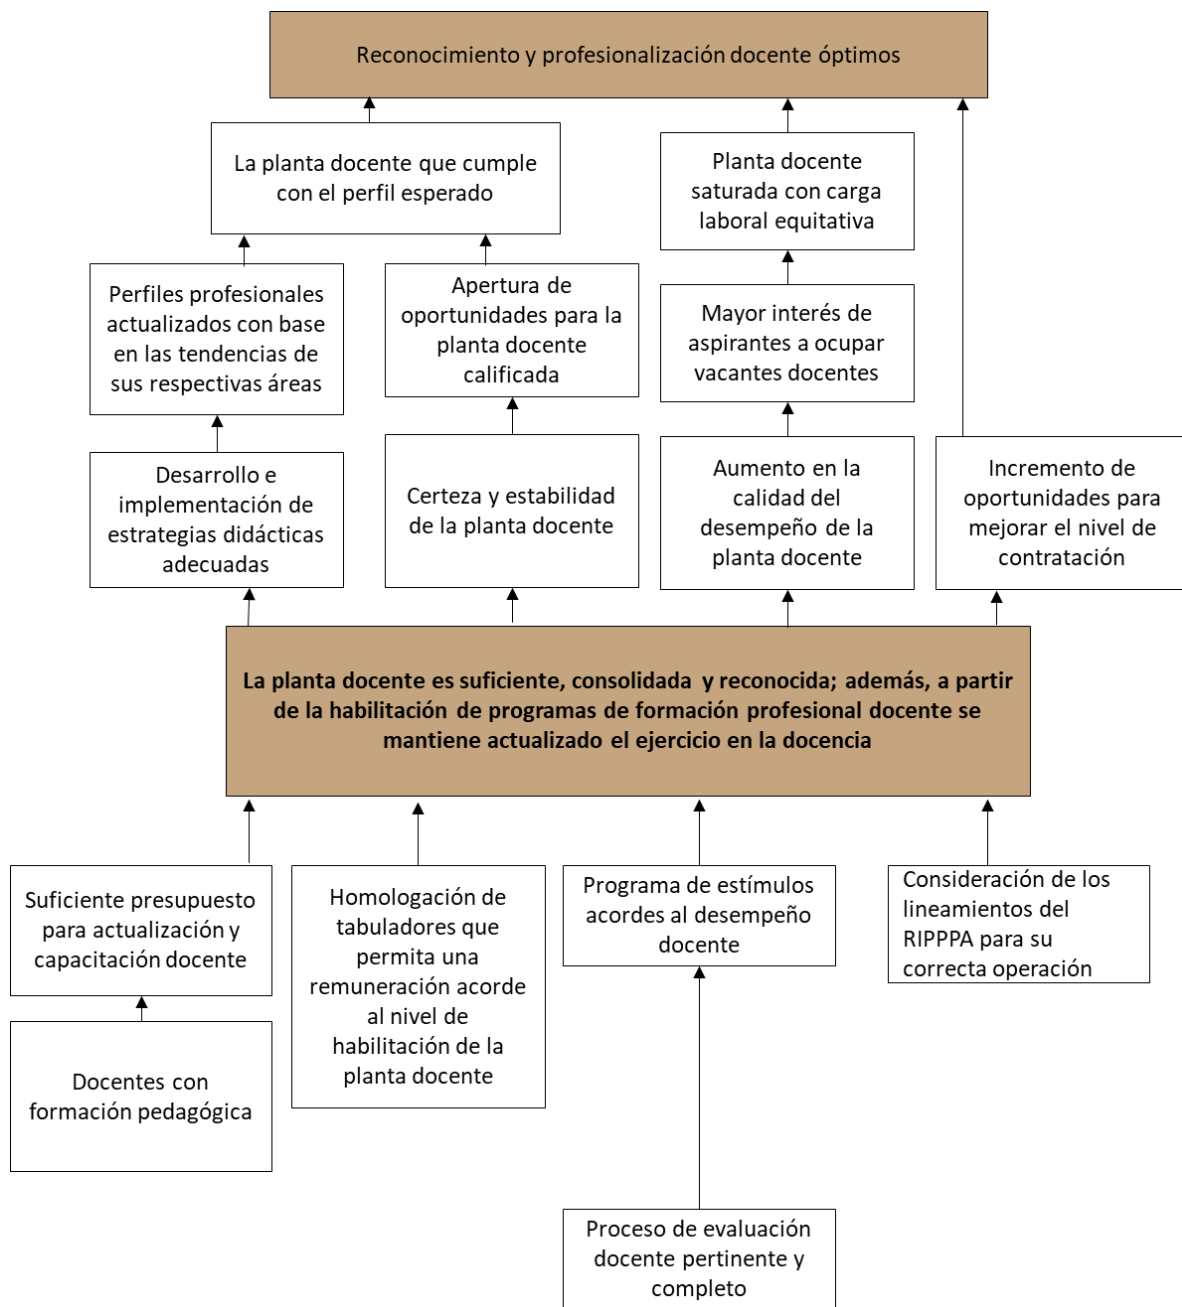 Reconocimiento y profesionalización docente óptimos
La planta docente que cumple
con el perfil esperado
Planta docente
saturada con carga
laboral equitativa
Perfiles profesionales
actualizados con base
en las tendencias de
sus respectivas áreas
Apertura de
oportunidades para la
planta docente
calificada
Mayor interés de
aspirantes a ocupar
vacantes docentes
Desarrollo e
implementación de
estrategias didácticas
adecuadas
Certeza y estabilidad
de la planta docente
Aumento en la
calidad del
desempeño de la
planta docente
Incremento de
oportunidades para
mejorar el nivel de
contratación
La planta docente es suficiente, consolidada y reconocida; además, a partir
de la habilitación de programas de formación profesional docente se
mantiene actualizado el ejercicio en la docencia
Suficiente presupuesto
para actualización y
capacitación docente
Homologación de
tabuladores que
permita una
remuneración acorde
al nivel de
habilitación de la
planta docente
Programa de estímulos
acordes al desempeño
docente
Consideración de los
lineamientos del
RIPPPA para su
correcta operación
Docentes con
formación pedagógica
Proceso de evaluación
docente pertinente y
completo